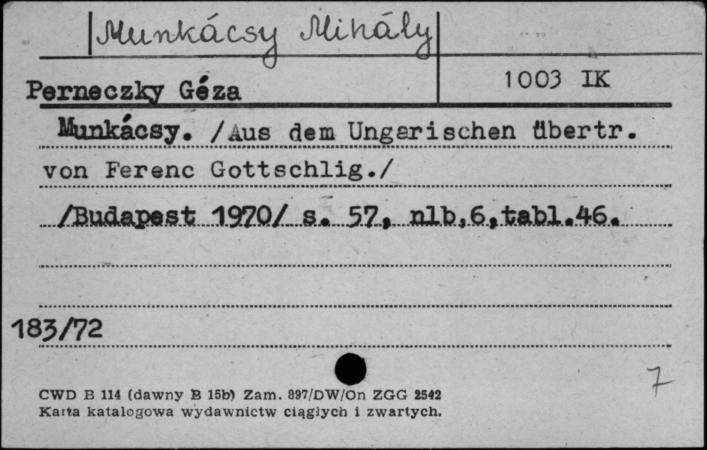 Munkácsy Mihály
Perneczky Géza 1003 IK
Munkácsy. /Aus dem Ungarischen übertr.
von Ferenc Gottschlig./
/Budapest 1970/ s. 57, nlb,6,tabl.46.
183/72
7
CWD B 114 (dawny B 15b) Zam. 897/DW/On ZGG 2542
Karta katalogowa wydawnictw ciągłych i zwartych.